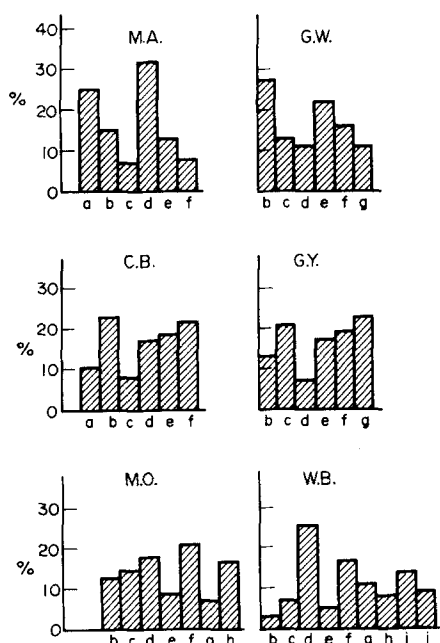 M.A.
40
30
%
20
10
0
a b c d e f
G.W.
b c d e f g
C.B.
30
20
%
10
0
a b c d e f
G.Y.
b c d e f g
M.O.
30
20
%
10
0
b c d e f g h
W.B.
b c d e f g h i j